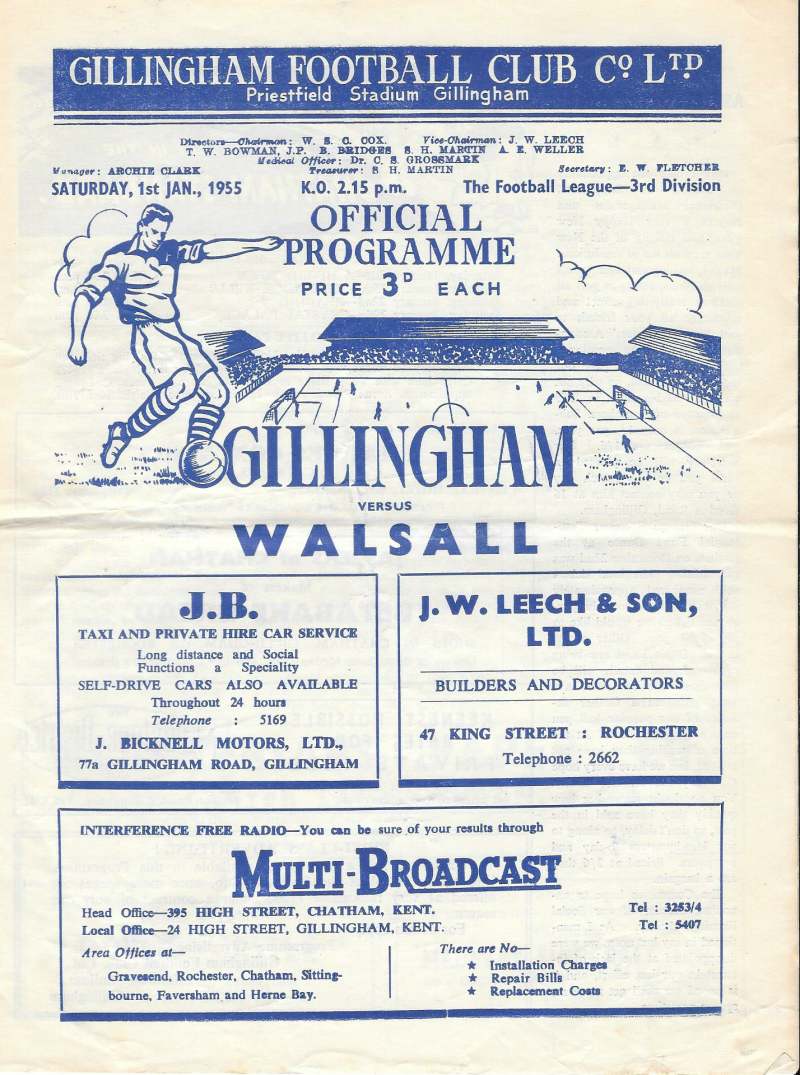 GILLINGHAM FOOTBALL CLUB Cº LTD
Priestfield Stadium Gillingham
Directors—Chairman: W. S. C. COX. Vice-Chairman: J. W. LEECH
T. W. BOWMAN, J.P. B. BRIDGES S. H. MARTIN A. E. WELLER
Medical Officer: Dr. C. S. GROSSMARK
Manager: ARCHIE CLARK Treasurer: S H. MARTIN Secretary: E. W. FLETCHER
SATURDAY, 1st JAN., 1955 K.O. 2.15 p.m. The Football League—3rd Division
OFFICIAL
PROGRAMME
PRICE 3D EACH
GILLINGHAM
VERSUS
WALSALL
J.B.
TAXI AND PRIVATE HIRE CAR SERVICE
Long distance and Social
Functions a Speciality
SELF-DRIVE CARS ALSO AVAILABLE
Throughout 24 hours
Telephone : 5169
J. BICKNELL MOTORS, LTD.,
77a GILLINGHAM ROAD, GILLINGHAM
J. W. LEECH & SON,
LTD.
BUILDERS AND DECORATORS
47 KING STREET : ROCHESTER
Telephone : 2662
INTERFERENCE FREE RADIO—You can be sure of your results through
MULTI-BROADCAST
Head Office—395 HIGH STREET, CHATHAM, KENT. Tel : 3253/4
Local Office—24 HIGH STREET, GILLINGHAM, KENT. Tel : 5407
Area Offices at—
Gravesend, Rochester, Chatham, Sitting-
bourne, Faversham and Herne Bay.
There are No—
★ Installation Charges
★ Repair Bills
★ Replacement Costs